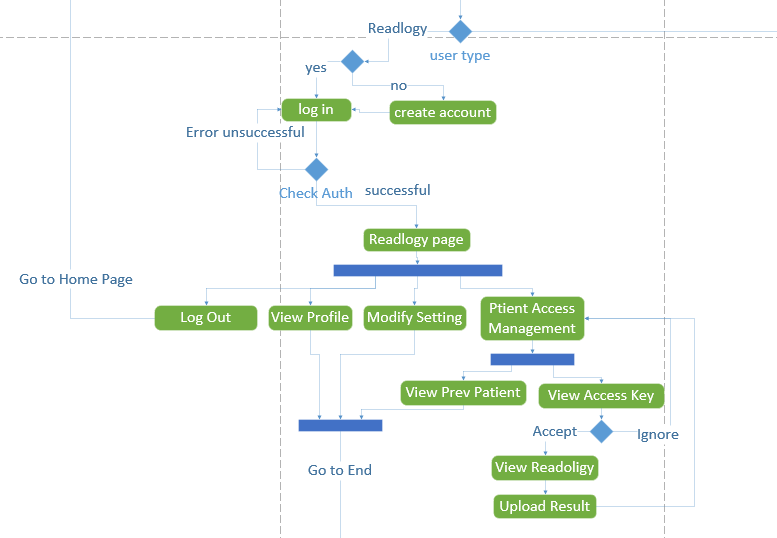 Readlogy
user type
yes
no
log in
create account
Error unsuccessful
Check Auth
successful
Readlogy page
Go to Home Page
Log Out
View Profile
Modify Setting
Ptient Access
Management
View Prev Patient
View Access Key
Accept
Ignore
Go to End
View Readoligy
Upload Result